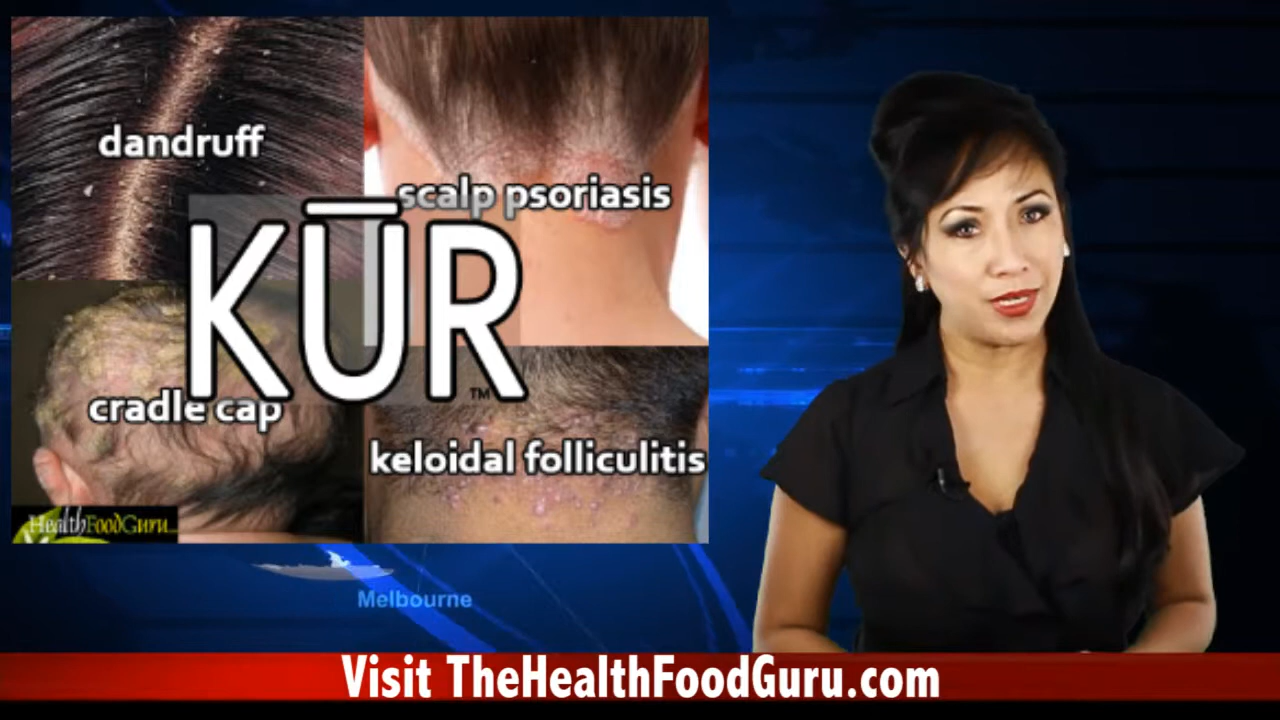 dandruff
scalp psoriasis
KŪR
TM
cradle cap
keloidal folliculitis
HealthFoodGuru
Melbourne
Visit TheHealthFoodGuru.com